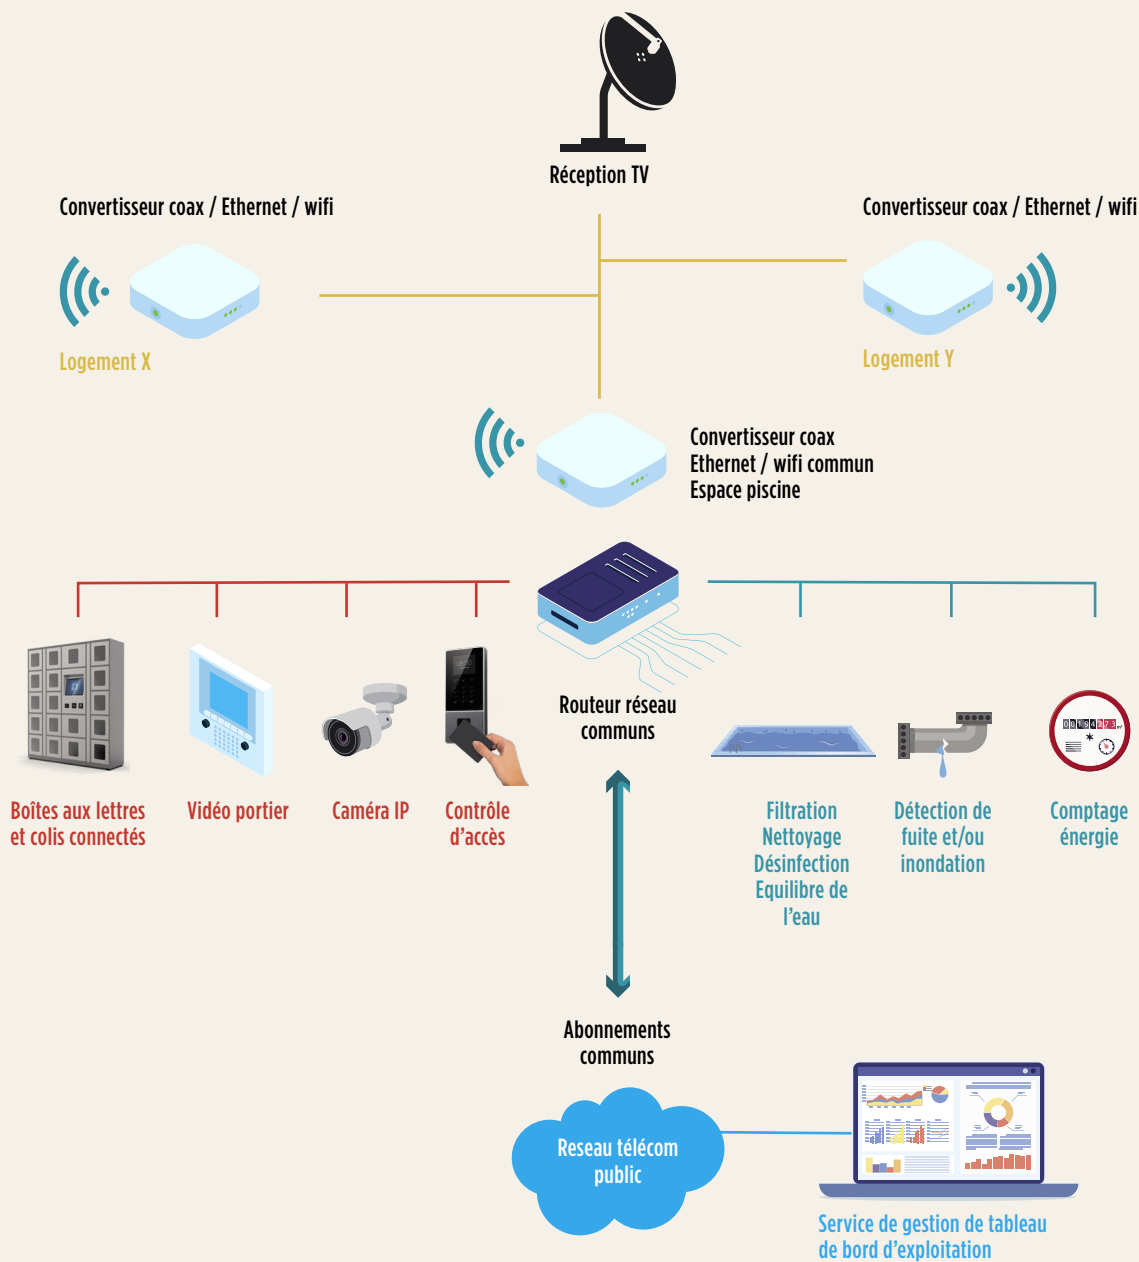 Réception TV
Convertisseur coax / Ethernet / wifi
Convertisseur coax / Ethernet / wifi
Logement X
Logement Y
Convertisseur coax
Ethernet / wifi commun
Espace piscine
Routeur réseau
communs
Boîtes aux lettres
et colis connectés
Vidéo portier
Caméra IP
Contrôle
d'accès
Filtration
Nettoyage
Désinfection
Equilibre de
l'eau
Détection de
fuite et/ou
inondation
Comptage
énergie
Abonnements
communs
Reseau télécom
public
Service de gestion de tableau
de bord d'exploitation